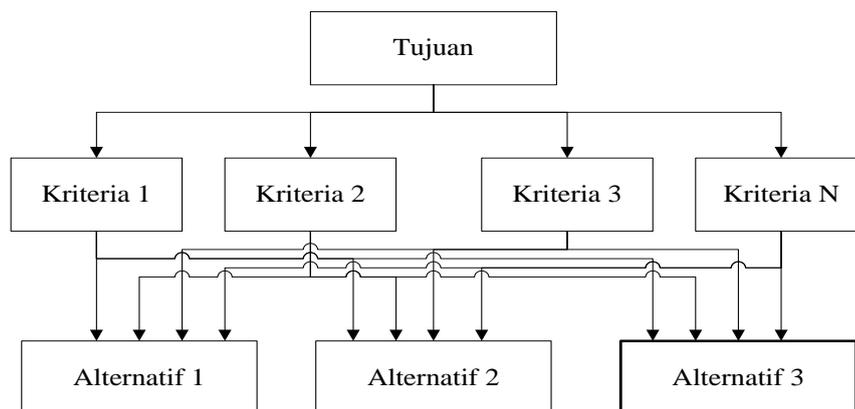 Tujuan
Kriteria 1
Kriteria 2
Kriteria 3
Kriteria N
Alternatif 1
Alternatif 2
Alternatif 3